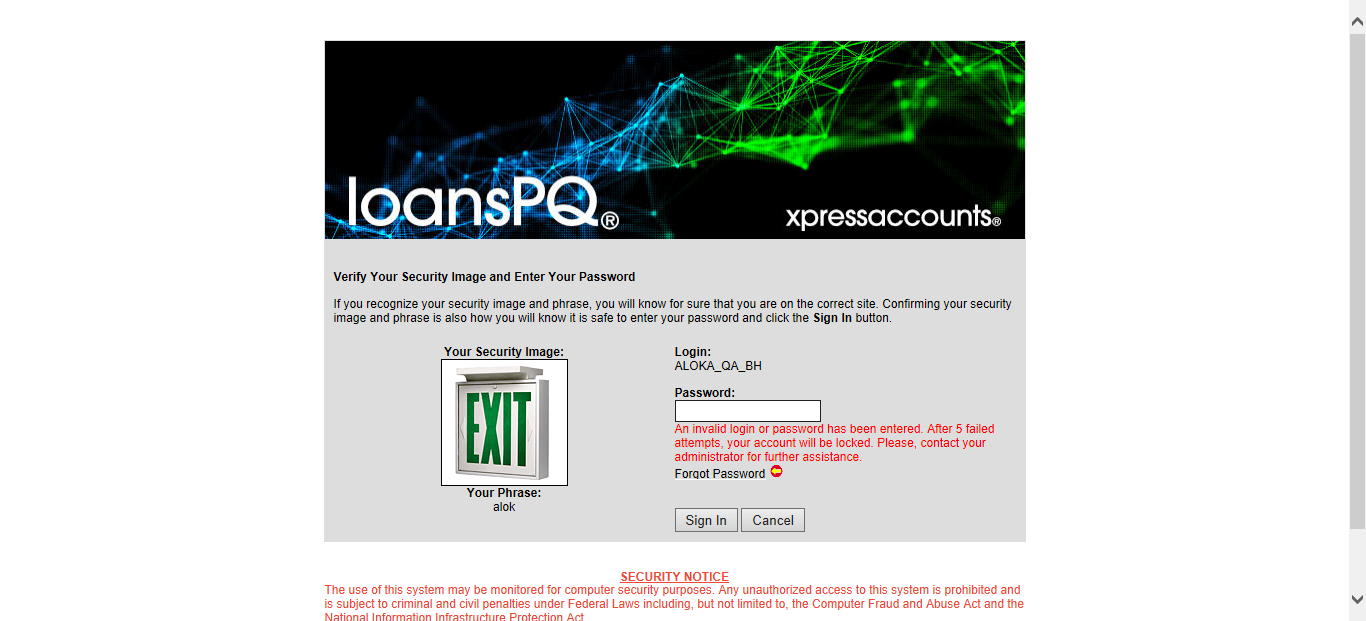 loansPQ®
xpressaccounts®
Verify Your Security Image and Enter Your Password
If you recognize your security image and phrase, you will know for sure that you are on the correct site. Confirming your security
image and phrase is also how you will know it is safe to enter your password and click the Sign In button.
Your Security Image:
EXIT
Your Phrase:
alok
Login:
ALOKA_QA_BH
Password:
An invalid login or password has been entered. After 5 failed
attempts, your account will be locked. Please, contact your
administrator for further assistance.
Forgot Password
Sign In Cancel
SECURITY NOTICE
The use of this system may be monitored for computer security purposes. Any unauthorized access to this system is prohibited and
is subject to criminal and civil penalties under Federal Laws including, but not limited to, the Computer Fraud and Abuse Act and the
National Information Infrastructure Protection Act